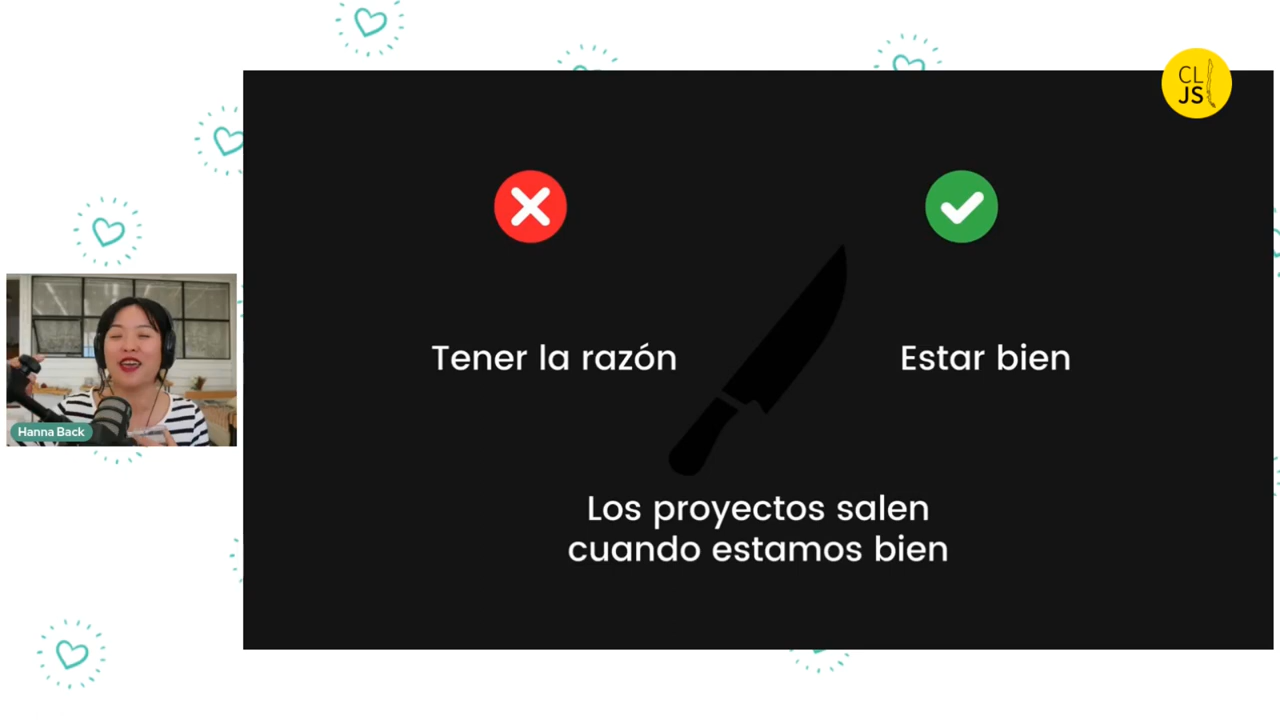 CL
JS
Tener la razón
Estar bien
Hanna Back
Los proyectos salen
cuando estamos bien